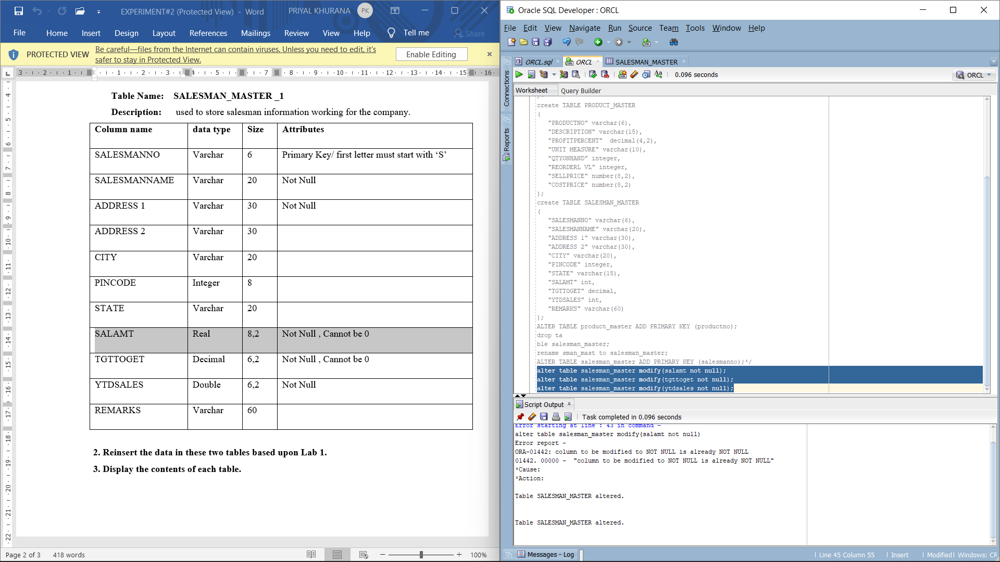 EXPERIMENT#2 (Protected View) - Word
PRIYAL KHURANA PK
File Home Insert Design Layout References Mailings Review View Help Tell me Share
PROTECTED VIEW Be careful—files from the Internet can contain viruses. Unless you need to edit, it's
safer to stay in Protected View.
Enable Editing
Table Name: SALESMAN_MASTER _1
Description: used to store salesman information working for the company.
Column name data type Size Attributes
SALESMANNO Varchar 6 Primary Key/ first letter must start with ‘S’
SALESMANNAME Varchar 20 Not Null
ADDRESS 1 Varchar 30 Not Null
ADDRESS 2 Varchar 30
CITY Varchar 20
PINCODE Integer 8
STATE Varchar 20
SALAMT Real 8,2 Not Null , Cannot be 0
TGTTOGET Decimal 6,2 Not Null , Cannot be 0
YTDSALES Double 6,2 Not Null
REMARKS Varchar 60
2. Reinsert the data in these two tables based upon Lab 1.
3. Display the contents of each table.
Page 2 of 3 418 words 100%
Oracle SQL Developer : ORCL
File Edit View Navigate Run Source Team Tools Window Help
Connections
Reports
ORCL.sql ORCL SALESMAN_MASTER
0.096 seconds
ORCL
Worksheet Query Builder
/*
create TABLE PRODUCT_MASTER
(
"PRODUCTNO" varchar(6),
"DESCRIPTION" varchar(15),
"PROFITPERCENT" decimal(4,2),
"UNIT MEASURE" varchar(10),
"QTYONHAND" integer,
"REORDERL VL" integer,
"SELLPRICE" number(8,2),
"COSTPRICE" number(8,2)
);
create TABLE SALESMAN_MASTER
(
"SALESMANNO" varchar(6),
"SALESMANNAME" varchar(20),
"ADDRESS 1" varchar(30),
"ADDRESS 2" varchar(30),
"CITY" varchar(20),
"PINCODE" integer,
"STATE" varchar(15),
"SALAMT" int,
"TGTTOGET" decimal,
"YTDSALES" int,
"REMARKS" varchar(60)
);
ALTER TABLE product_master ADD PRIMARY KEY (productno);
drop ta
ble salesman_master;
rename sman_mast to salesman_master;
ALTER TABLE salesman_master ADD PRIMARY KEY (salesmanno);*/
alter table salesman_master modify(salamt not null);
alter table salesman_master modify(tgttoget not null);
alter table salesman_master modify(ytdsales not null);
Script Output x
Task completed in 0.096 seconds
Error starting at line : 43 in command -
alter table salesman_master modify(salamt not null)
Error report -
ORA-01442: column to be modified to NOT NULL is already NOT NULL
01442. 00000 - "column to be modified to NOT NULL is already NOT NULL"
*Cause:
*Action:
Table SALESMAN_MASTER altered.
Table SALESMAN_MASTER altered.
Messages - Log
Line 45 Column 55 Insert Modified Windows: CR